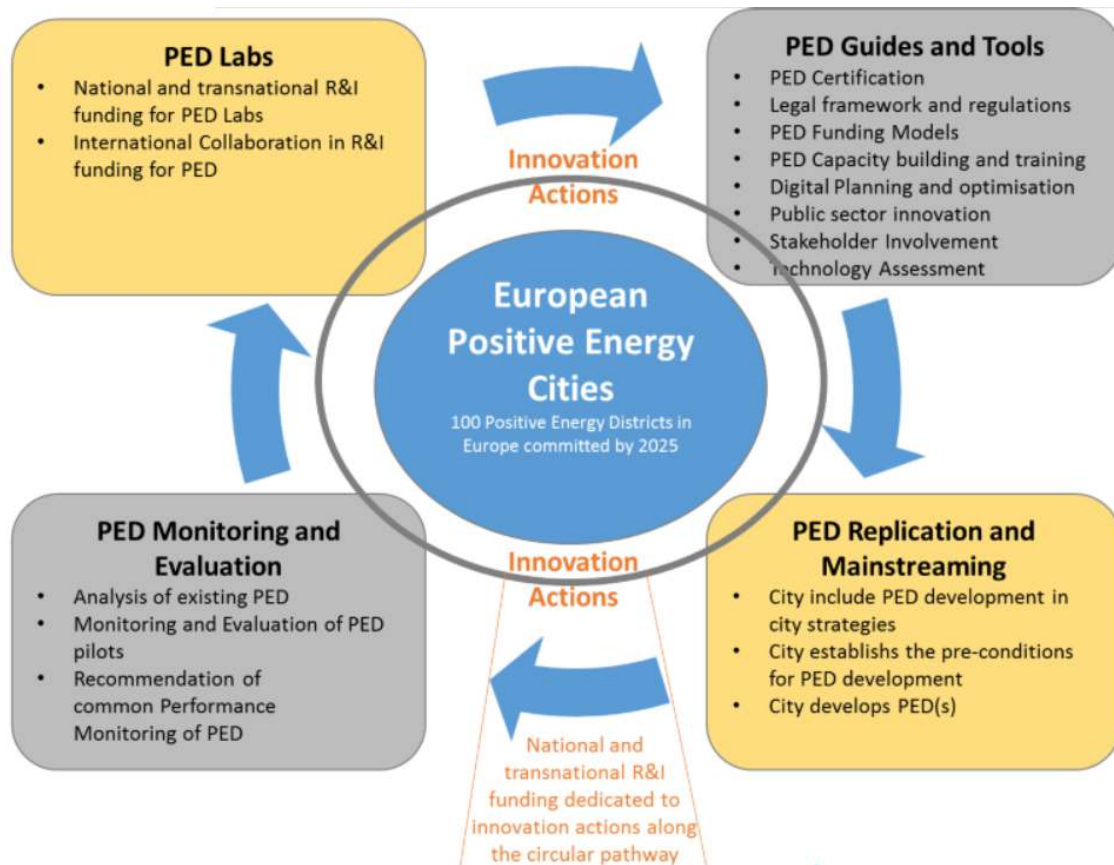 PED Labs
• National and transnational R&I
funding for PED Labs
• International Collaboration in R&I
funding for PED
Innovation
Actions
PED Guides and Tools
• PED Certification
• Legal framework and regulations
• PED Funding Models
• PED Capacity building and training
• Digital Planning and optimisation
• Public sector innovation
• Stakeholder Involvement
• Technology Assessment
European
Positive Energy
Cities
100 Positive Energy Districts in
Europe committed by 2025
PED Monitoring and
Evaluation
• Analysis of existing PED
• Monitoring and Evaluation of PED
pilots
• Recommendation of
common Performance
Monitoring of PED
Innovation
Actions
PED Replication and
Mainstreaming
• City include PED development in
city strategies
• City establishs the pre-conditions
for PED development
• City develops PED(s)
National and
transnational R&I
funding dedicated to
innovation actions along
the circular pathway